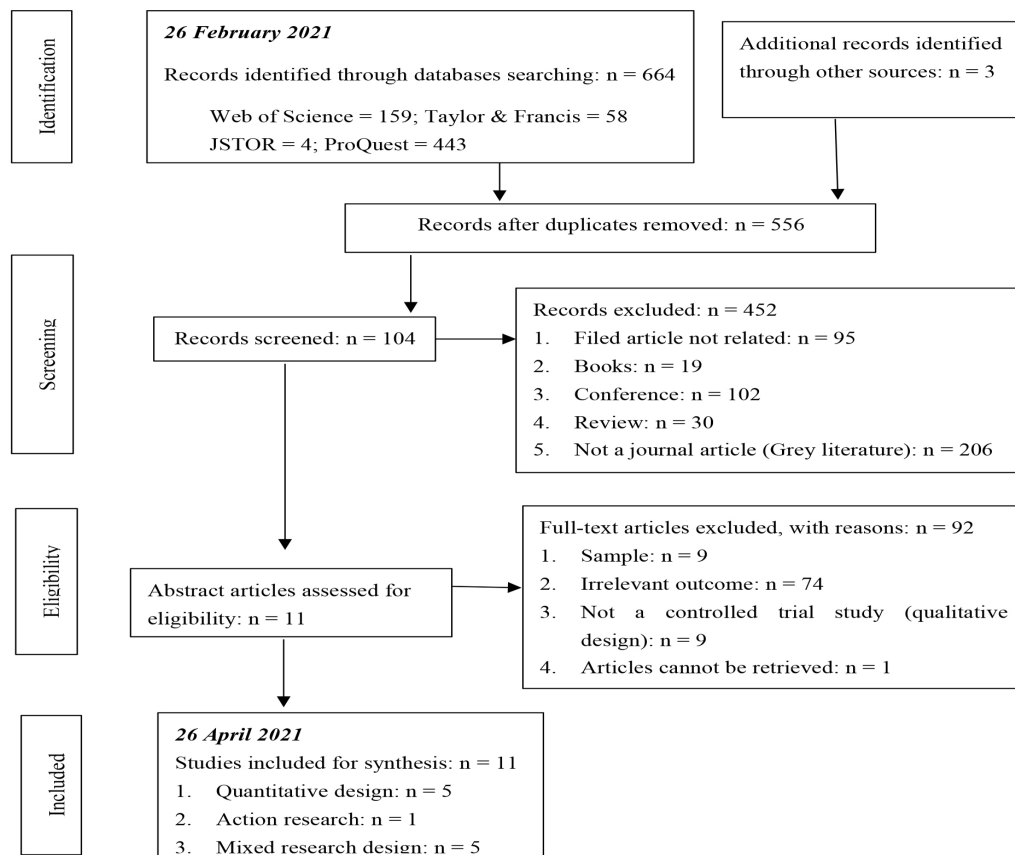 Identification
26 February 2021
Records identified through databases searching: n = 664
Web of Science = 159; Taylor & Francis = 58
JSTOR = 4; ProQuest = 443
Additional records identified
through other sources: n = 3
Records after duplicates removed: n = 556
Screening
Records screened: n = 104
Records excluded: n = 452
1. Filed article not related: n = 95
2. Books: n = 19
3. Conference: n = 102
4. Review: n = 30
5. Not a journal article (Grey literature): n = 206
Eligibility
Abstract articles assessed for
eligibility: n = 11
Full-text articles excluded, with reasons: n = 92
1. Sample: n = 9
2. Irrelevant outcome: n = 74
3. Not a controlled trial study (qualitative
design): n = 9
4. Articles cannot be retrieved: n = 1
Included
26 April 2021
Studies included for synthesis: n = 11
1. Quantitative design: n = 5
2. Action research: n = 1
3. Mixed research design: n = 5